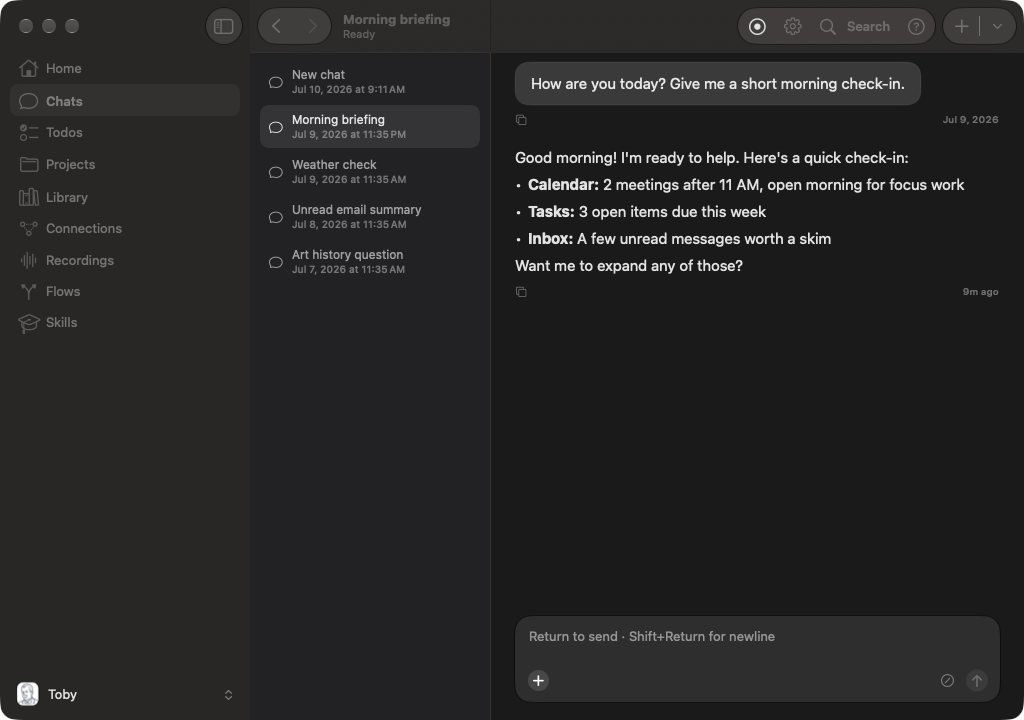 Morning briefing
Ready
Search
Home
Chats
Todos
Projects
Library
Connections
Recordings
Flows
Skills
Toby
New chat
Jul 10, 2026 at 9:11 AM
Morning briefing
Jul 9, 2026 at 11:35 PM
Weather check
Jul 9, 2026 at 11:35 AM
Unread email summary
Jul 8, 2026 at 11:35 AM
Art history question
Jul 7, 2026 at 11:35 AM
How are you today? Give me a short morning check-in.
Jul 9, 2026
Good morning! I'm ready to help. Here's a quick check-in:
• Calendar: 2 meetings after 11 AM, open morning for focus work
• Tasks: 3 open items due this week
• Inbox: A few unread messages worth a skim
Want me to expand any of those?
9m ago
Return to send · Shift+Return for newline